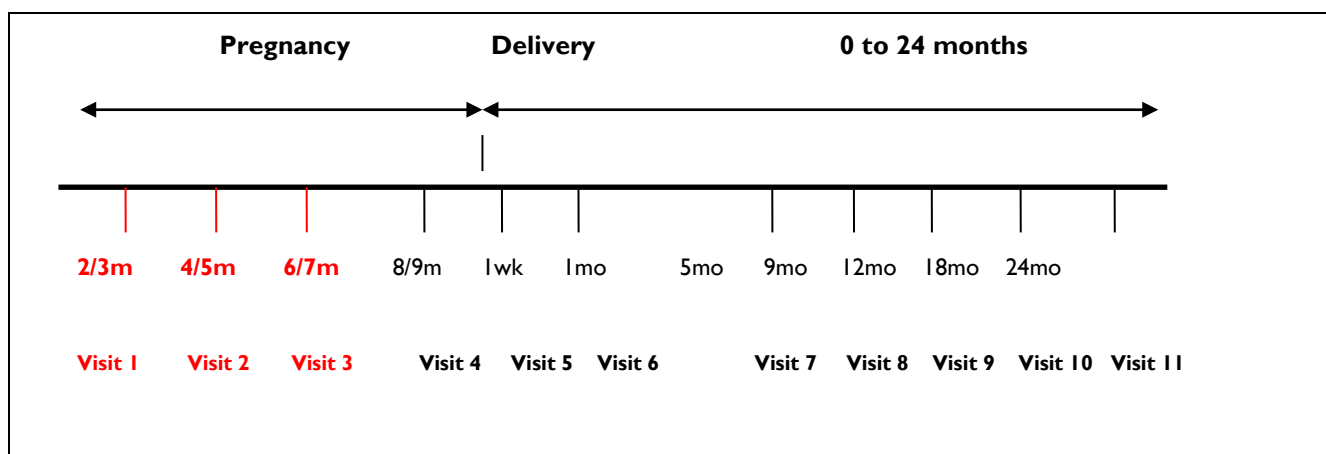 Pregnancy Delivery 0 to 24 months
2/3m 4/5m 6/7m 8/9m 1wk 1mo 5mo 9mo 12mo 18mo 24mo
Visit 1 Visit 2 Visit 3 Visit 4 Visit 5 Visit 6 Visit 7 Visit 8 Visit 9 Visit 10 Visit 11